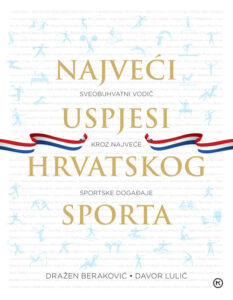 NAJVEĆI
SVEOBUHVATNI VODIČ
USPJESI
KROZ NAJVEĆE
HRVATSKOG
SPORTSKE DOGAĐAJE
SPORTA
DRAŽEN BERAKOVIĆ • DAVOR LULIĆ